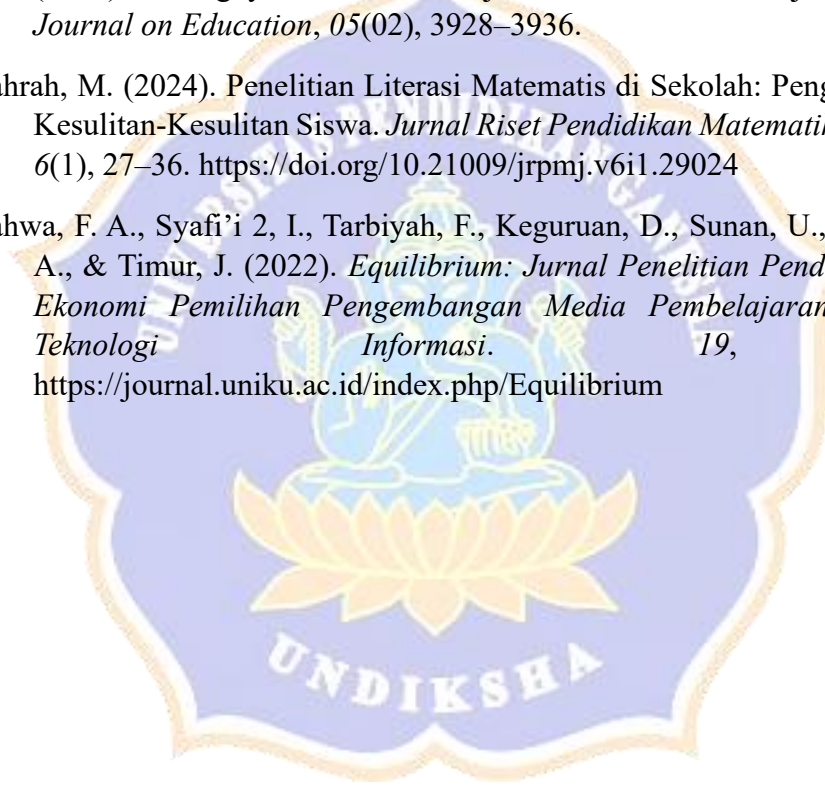 Journal on Education, 05(02), 3928–3936.
ahrah, M. (2024). Penelitian Literasi Matematis di Sekolah: Peng
Kesulitan-Kesulitan Siswa. Jurnal Riset Pendidikan Matemati
6(1), 27–36. https://doi.org/10.21009/jrpmj.v6i1.29024
ahwa, F. A., Syafi’i 2, I., Tarbiyah, F., Keguruan, D., Sunan, U.,
A., & Timur, J. (2022). Equilibrium: Jurnal Penelitian Pend
Ekonomi Pemilihan Pengembangan Media Pembelajaran
Teknologi Informasi. 19,
https://journal.uniku.ac.id/index.php/Equilibrium
UNIVERSITAS PENDIDIKAN GANESHA
UNDIKSHA